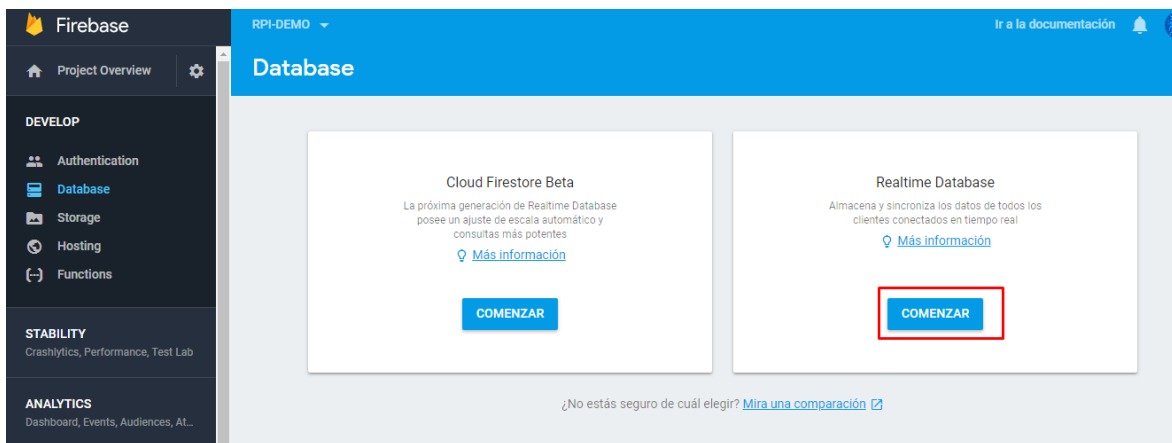 Firebase
Project Overview
DEVELOP
Authentication
Database
Storage
Hosting
Functions
STABILITY
Crashlytics, Performance, Test Lab
ANALYTICS
Dashboard, Events, Audiences, At...
RPI-DEMO
Ir a la documentación
Database
Cloud Firestore Beta
La próxima generación de Realtime Database
posee un ajuste de escala automático y
consultas más potentes
Más información
COMENZAR
Realtime Database
Almacena y sincroniza los datos de todos los
clientes conectados en tiempo real
Más información
COMENZAR
¿No estás seguro de cuál elegir? Mira una comparación